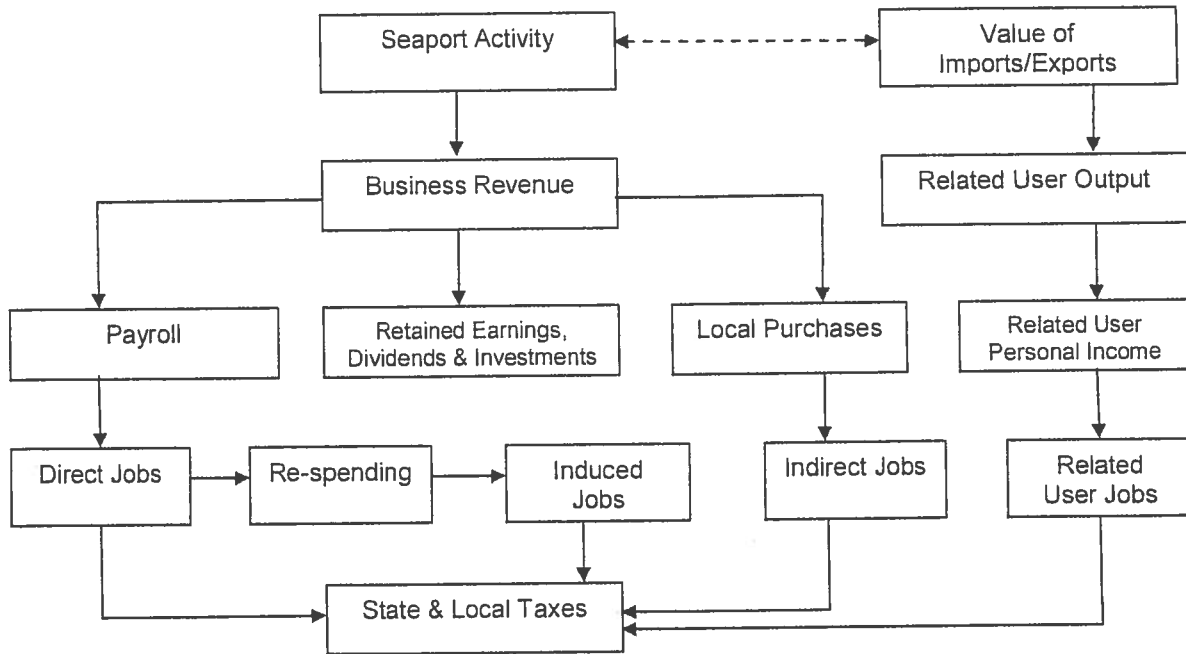 Seaport Activity
Value of
Imports/Exports
Business Revenue
Related User Output
Payroll
Retained Earnings,
Dividends & Investments
Local Purchases
Related User
Personal Income
Direct Jobs
Re-spending
Induced
Jobs
Indirect Jobs
Related
User Jobs
State & Local Taxes